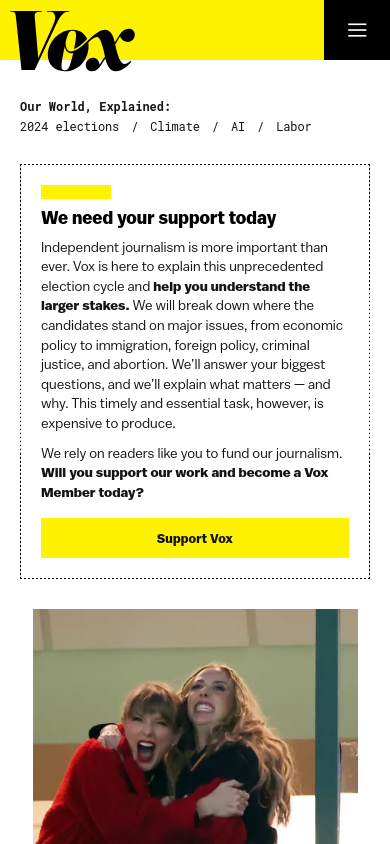 Vox
Our World, Explained:
2024 elections / Climate / AI / Labor
We need your support today
Independent journalism is more important than
ever. Vox is here to explain this unprecedented
election cycle and help you understand the
larger stakes. We will break down where the
candidates stand on major issues, from economic
policy to immigration, foreign policy, criminal
justice, and abortion. We’ll answer your biggest
questions, and we’ll explain what matters — and
why. This timely and essential task, however, is
expensive to produce.
We rely on readers like you to fund our journalism.
Will you support our work and become a Vox
Member today?
Support Vox